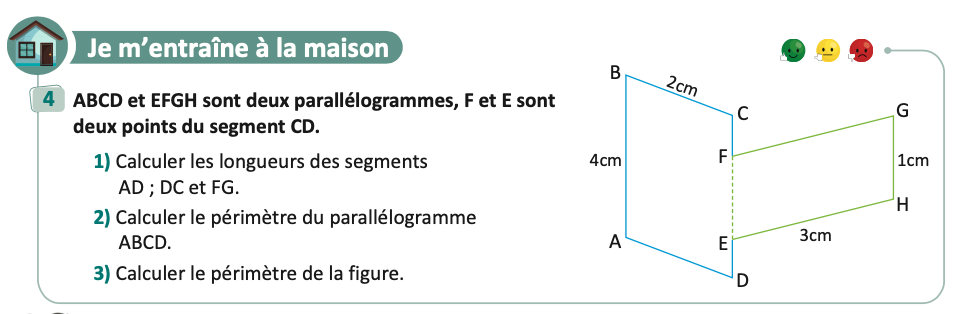 Je m’entraîne à la maison
4 ABCD et EFGH sont deux parallélogrammes, F et E sont
deux points du segment CD.
1) Calculer les longueurs des segments
AD ; DC et FG.
2) Calculer le périmètre du parallélogramme
ABCD.
3) Calculer le périmètre de la figure.
B
2cm
C
G
F
4cm
1cm
H
A
E
3cm
D